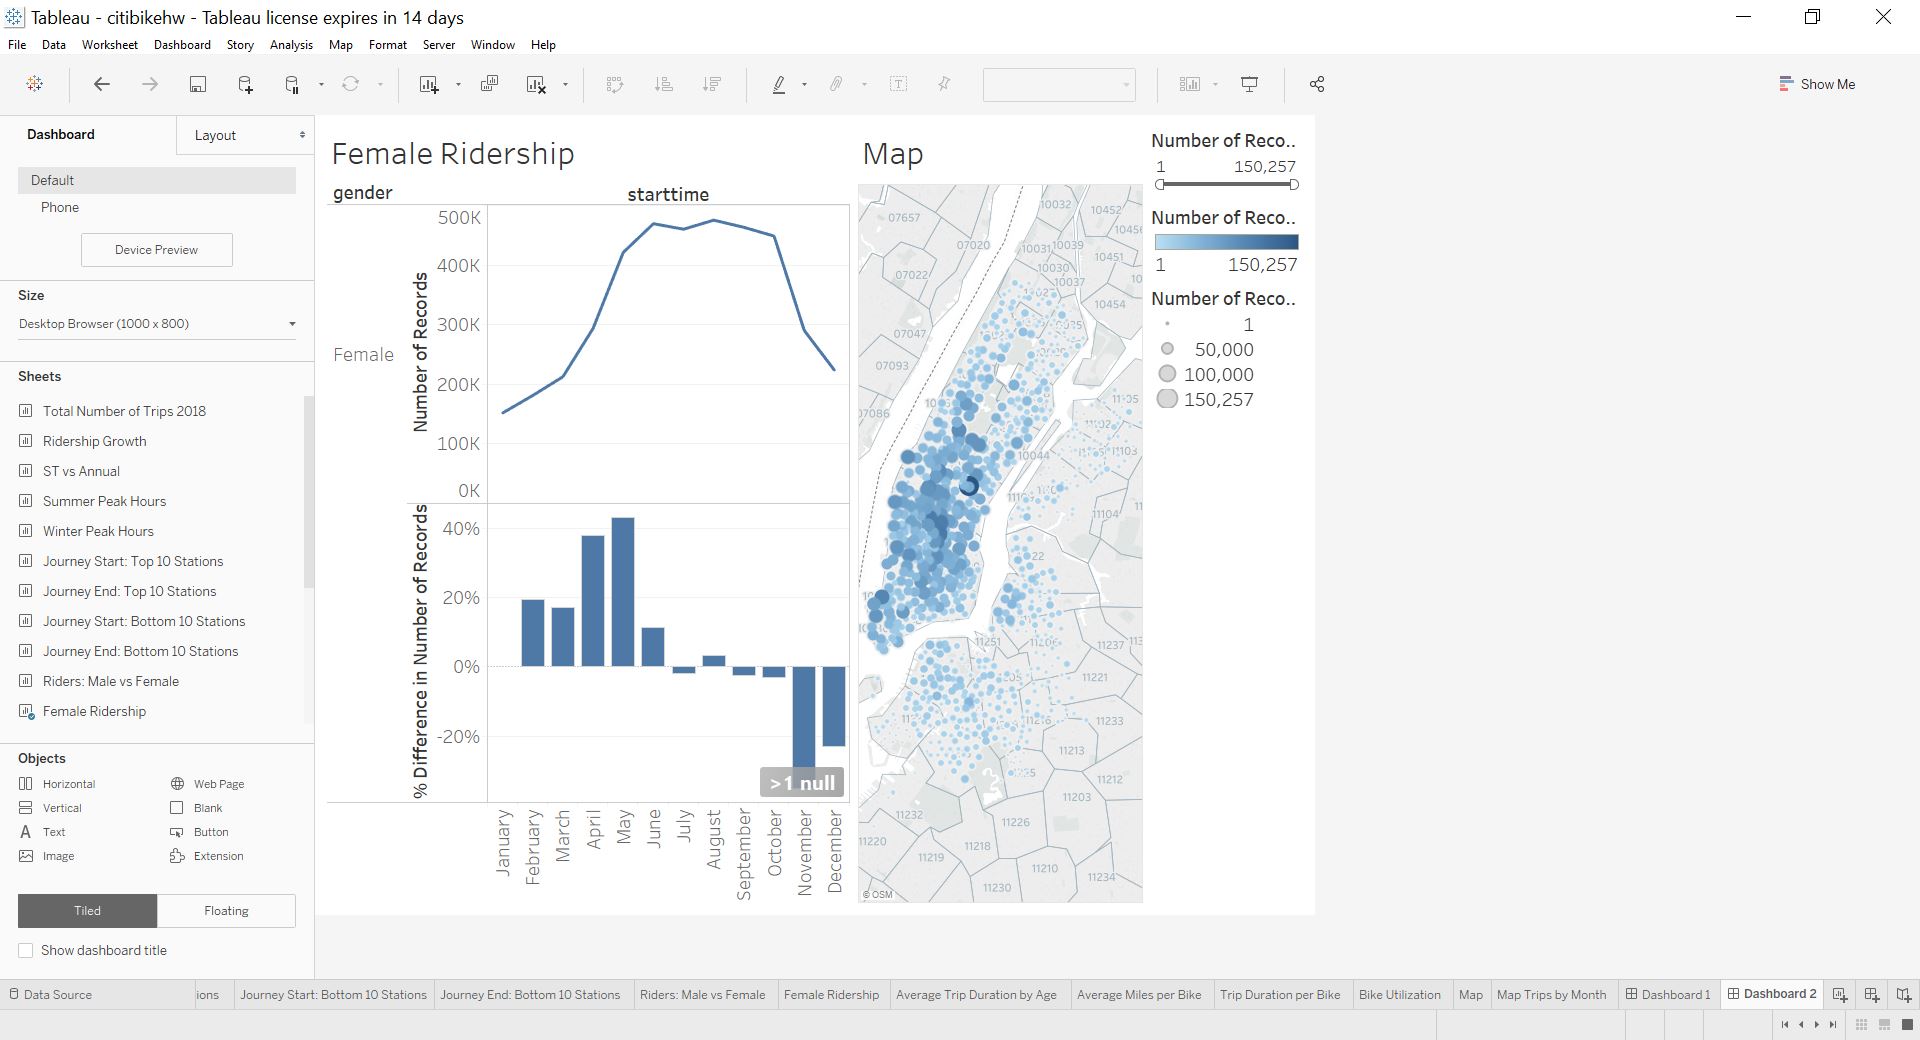 Tableau - citibikehw - Tableau license expires in 14 days
File Data Worksheet Dashboard Story Analysis Map Format Server Window Help
Show Me
Dashboard
Layout
Default
Phone
Device Preview
Size
Desktop Browser (1000 x 800)
Sheets
Total Number of Trips 2018
Ridership Growth
ST vs Annual
Summer Peak Hours
Winter Peak Hours
Journey Start: Top 10 Stations
Journey End: Top 10 Stations
Journey Start: Bottom 10 Stations
Journey End: Bottom 10 Stations
Riders: Male vs Female
Female Ridership
Objects
Horizontal
Web Page
Vertical
Blank
A Text
Button
Image
Extension
Tiled
Floating
Show dashboard title
Female Ridership
gender
starttime
500K
400K
300K
200K
100K
0K
Number of Records
Female
40%
20%
0%
-20%
% Difference in Number of Records
>1 null
January
February
March
April
May
June
July
August
September
October
November
December
Map
10032
10452
07657
07020
10031
10039
10451
07022
10030
10037
10454
07047
07093
07086
10044
11104
11251
11237
11221
11233
11213
11212
11203
11232
11226
11220
11218
11219
11210
11234
11230
© OSM
Number of Reco..
1 150,257
Number of Reco..
1 150,257
Number of Reco..
1
50,000
100,000
150,257
Data Source
ions
Journey Start: Bottom 10 Stations
Journey End: Bottom 10 Stations
Riders: Male vs Female
Female Ridership
Average Trip Duration by Age
Average Miles per Bike
Trip Duration per Bike
Bike Utilization
Map
Map Trips by Month
Dashboard 1
Dashboard 2